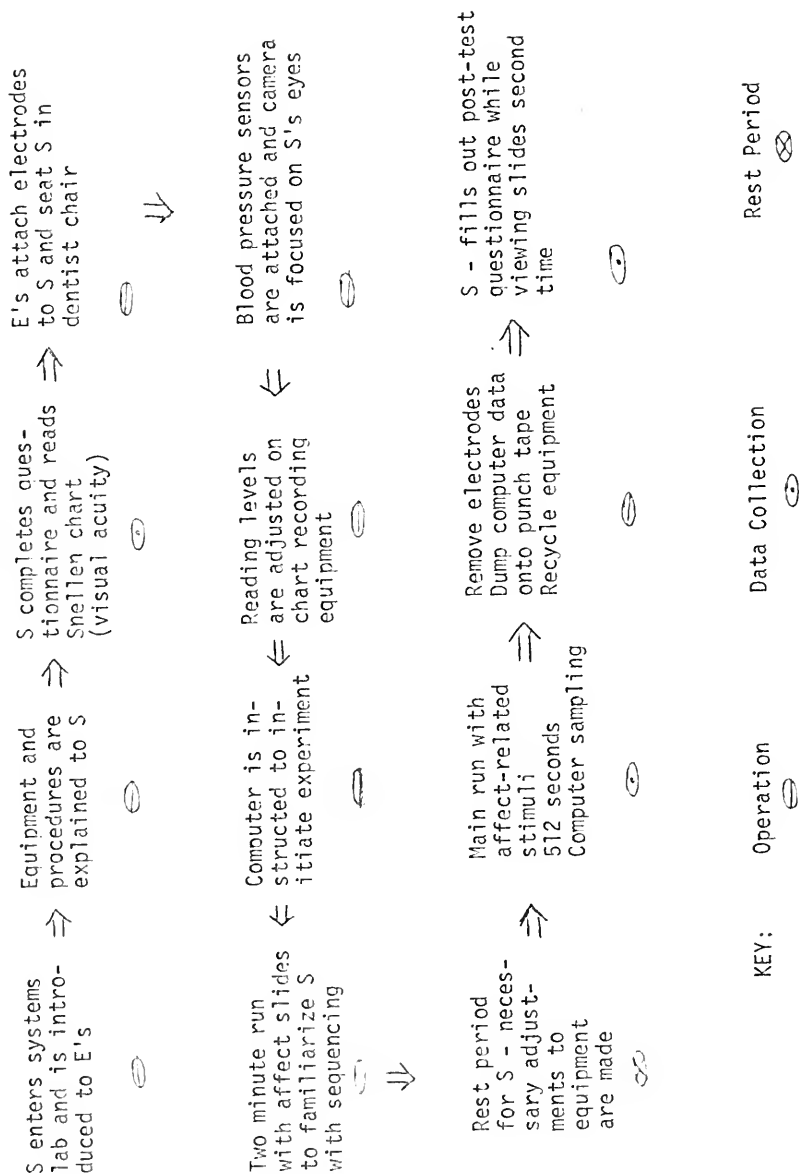 S enters systems
lab and is intro-
duced to E's
Equipment and
procedures are
explained to S
S completes ques-
tionnaire and reads
Snellen chart
(visual acuity)
E's attach electrodes
to S and seat S in
dentist chair
Blood pressure sensors
are attached and camera
is focused on S's eyes
Reading levels
are adjusted on
chart recording
equipment
Computer is in-
structed to in-
itiate experiment
Two minute run
with affect slides
to familiarize S
with sequencing
Rest period
for S - neces-
sary adjust-
ments to
equipment
are made
Main run with
affect-related
stimuli
512 seconds
Computer sampling
Remove electrodes
Dump computer data
onto punch tape
Recycle equipment
S - fills out post-test
questionnaire while
viewing slides second
time
KEY:
Operation
Data Collection
Rest Period